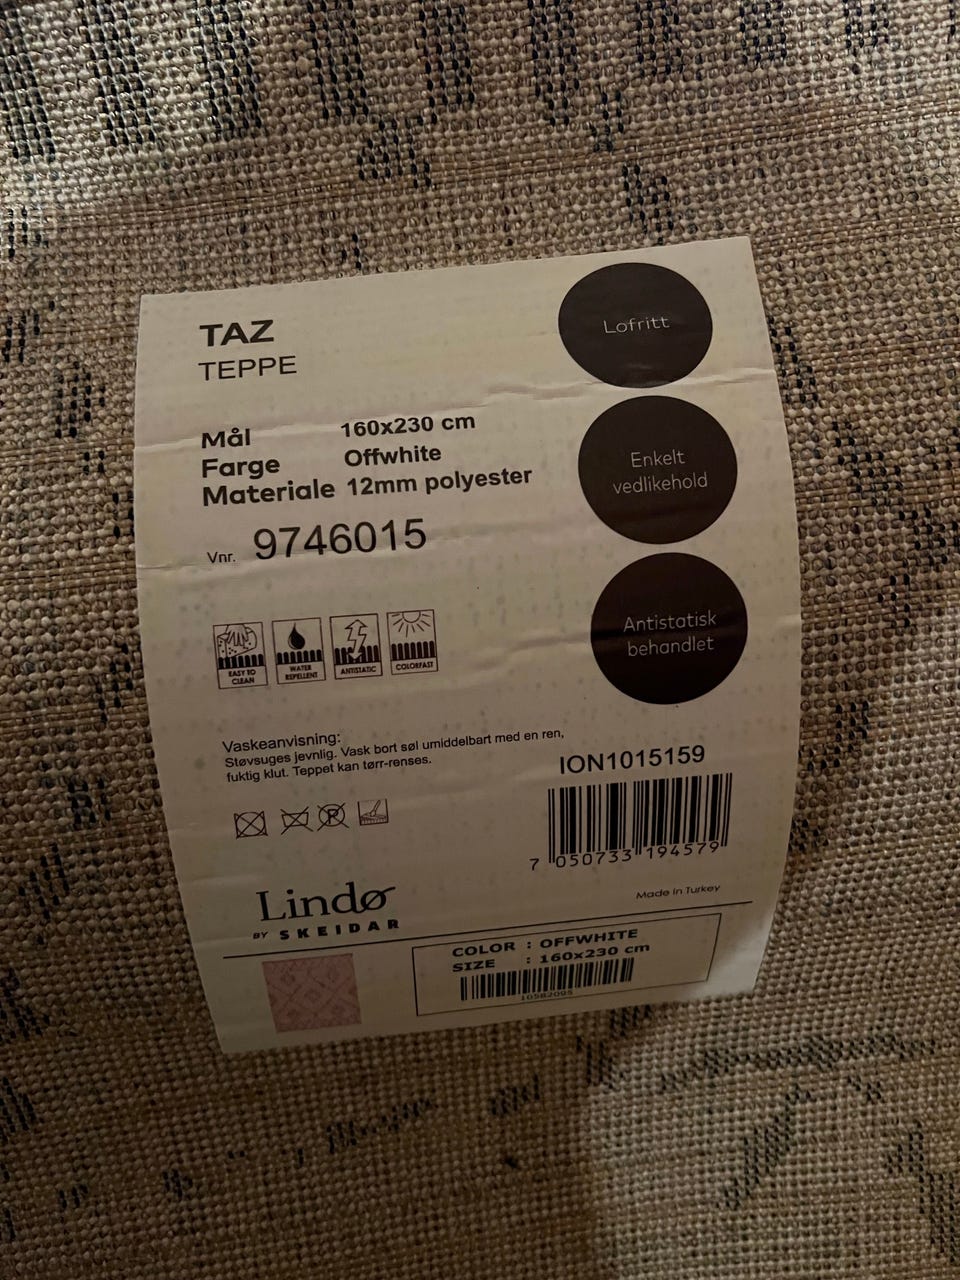 TAZ
TEPPE
Lofritt
Mål 160x230 cm
Farge Offwhite
Materiale 12mm polyester
Enkelt
vedlikehold
Vnr. 9746015
Antistatisk
behandlet
EASY TO
CLEAN
WATER
REPELLENT
ANTISTATIC
COLORFAST
Vaskeanvisning:
Støvsuges jevnlig. Vask bort søl umiddelbart med en ren,
fuktig klut. Teppet kan tørr-renses.
P
ION1015159
7 050733 194579
Made in Turkey
Lindø
BY SKEIDAR
COLOR : OFFWHITE
SIZE : 160x230 cm
10582095